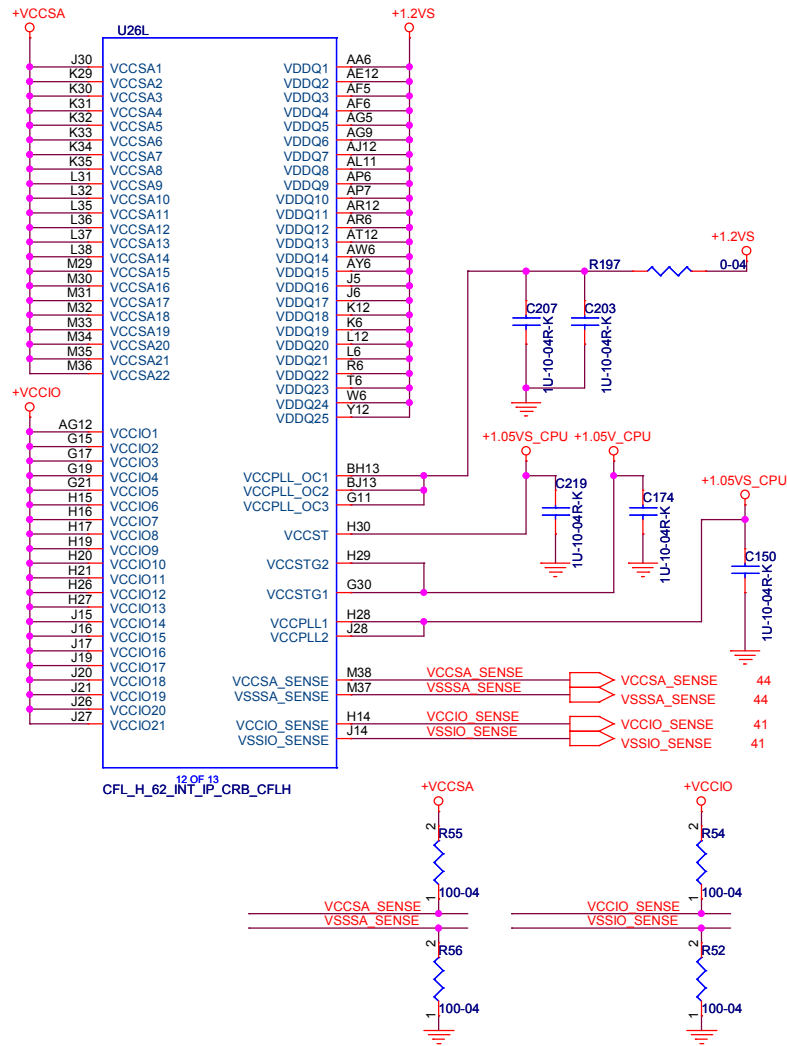 +VCCSA
+1.2VS
U26L
J30 VCCSA1 VDDQ1 AA6
K29 VCCSA2 VDDQ2 AE12
K30 VCCSA3 VDDQ3 AF5
K31 VCCSA4 VDDQ4 AF6
K32 VCCSA5 VDDQ5 AG5
K33 VCCSA6 VDDQ6 AG9
K34 VCCSA7 VDDQ7 AJ12
K35 VCCSA8 VDDQ8 AL11
L31 VCCSA9 VDDQ9 AP6
L32 VCCSA10 VDDQ10 AP7
L35 VCCSA11 VDDQ11 AR12
L36 VCCSA12 VDDQ12 AR6
L37 VCCSA13 VDDQ13 AT12
L38 VCCSA14 VDDQ14 AW6
M29 VCCSA15 VDDQ15 AY6
M30 VCCSA16 VDDQ16 J5
M31 VCCSA17 VDDQ17 J6
M32 VCCSA18 VDDQ18 K12
M33 VCCSA19 VDDQ19 K6
M34 VCCSA20 VDDQ20 L12
M35 VCCSA21 VDDQ21 L6
M36 VCCSA22 VDDQ22 R6
VDDQ23 T6
VDDQ24 W6
VDDQ25 Y12
+1.2VS
R197 0-04
C207
1U-10-04R-K
C203
1U-10-04R-K
+VCCIO
AG12 VCCIO1
G15 VCCIO2
G17 VCCIO3
G19 VCCIO4
G21 VCCIO5
H15 VCCIO6
H16 VCCIO7
H17 VCCIO8
H19 VCCIO9
H20 VCCIO10
H21 VCCIO11
H26 VCCIO12
H27 VCCIO13
J15 VCCIO14
J16 VCCIO15
J17 VCCIO16
J19 VCCIO17
J20 VCCIO18
J21 VCCIO19
J26 VCCIO20
J27 VCCIO21
VCCPLL_OC1 BH13
VCCPLL_OC2 BJ13
VCCPLL_OC3 G11
VCCST H30
VCCSTG2 H29
VCCSTG1 G30
VCCPLL1 H28
VCCPLL2 J28
+1.05VS_CPU
+1.05V_CPU
+1.05VS_CPU
C219
1U-10-04R-K
C174
1U-10-04R-K
C150
1U-10-04R-K
VCCSA_SENSE M38 VCCSA_SENSE VCCSA_SENSE 44
VSSSA_SENSE M37 VSSSA_SENSE VSSSA_SENSE 44
VCCIO_SENSE H14 VCCIO_SENSE VCCIO_SENSE 41
VSSIO_SENSE J14 VSSIO_SENSE VSSIO_SENSE 41
12 OF 13
CFL_H_62_INT_IP_CRB_CFLH
+VCCSA
+VCCIO
2 R55
1 100-04
2 R54
1 100-04
VCCSA_SENSE
VSSSA_SENSE
VCCIO_SENSE
VSSIO_SENSE
2 R56
1 100-04
2 R52
1 100-04